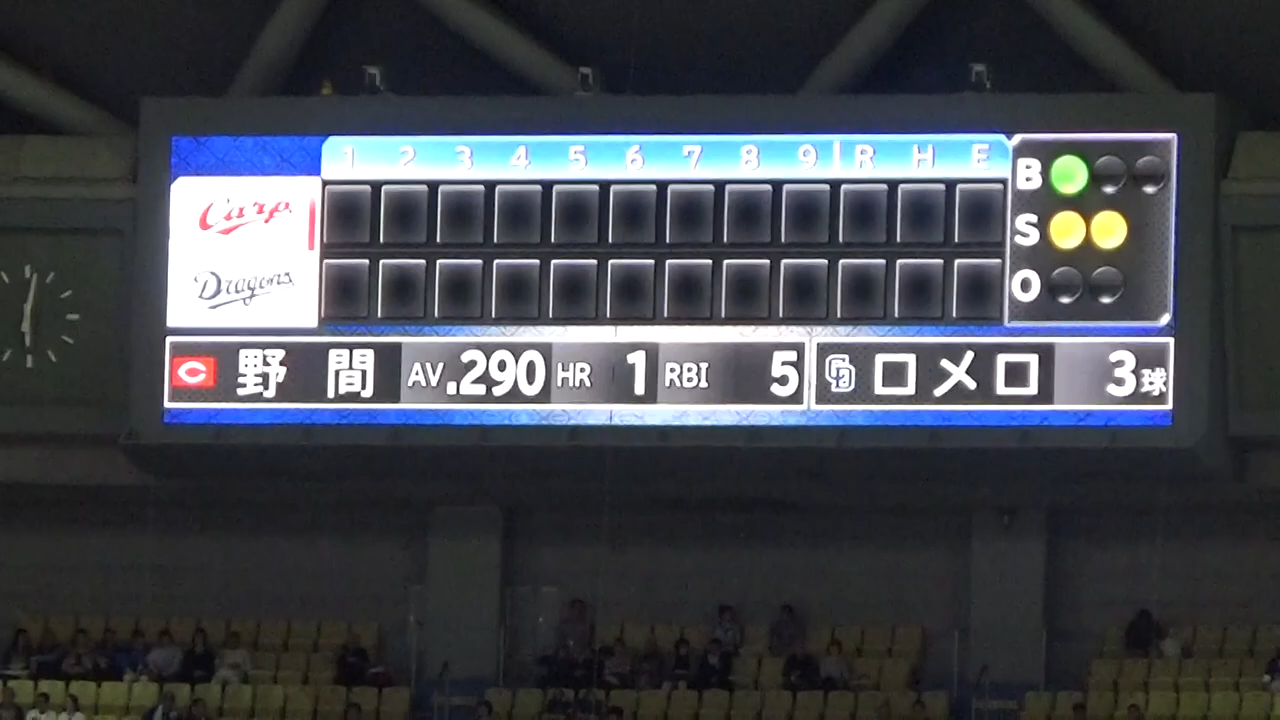 1 2 3 4 5 6 7 8 9 R H E
B
Carp
S
Dragons
O
C 野間 AV .290 HR 1 RBI 5 CD ロメロ 3球